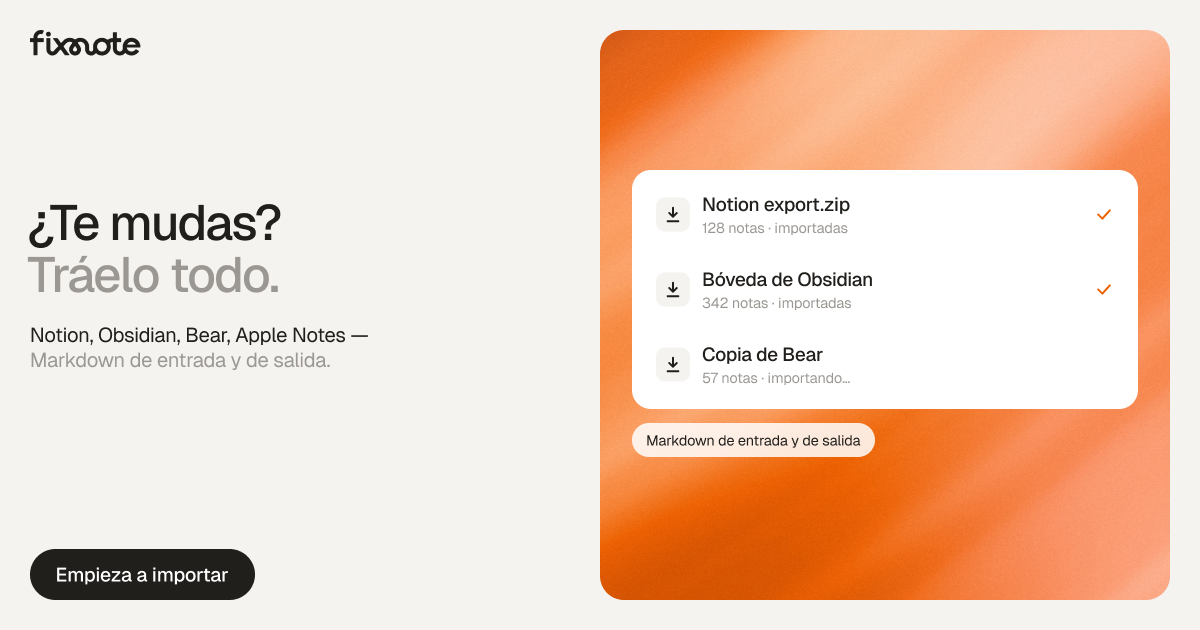 fixnote
¿Te mudas?
Tráelo todo.
Notion, Obsidian, Bear, Apple Notes —
Markdown de entrada y de salida.
Empieza a importar
Notion export.zip
128 notas · importadas
Bóveda de Obsidian
342 notas · importadas
Copia de Bear
57 notas · importando…
Markdown de entrada y de salida